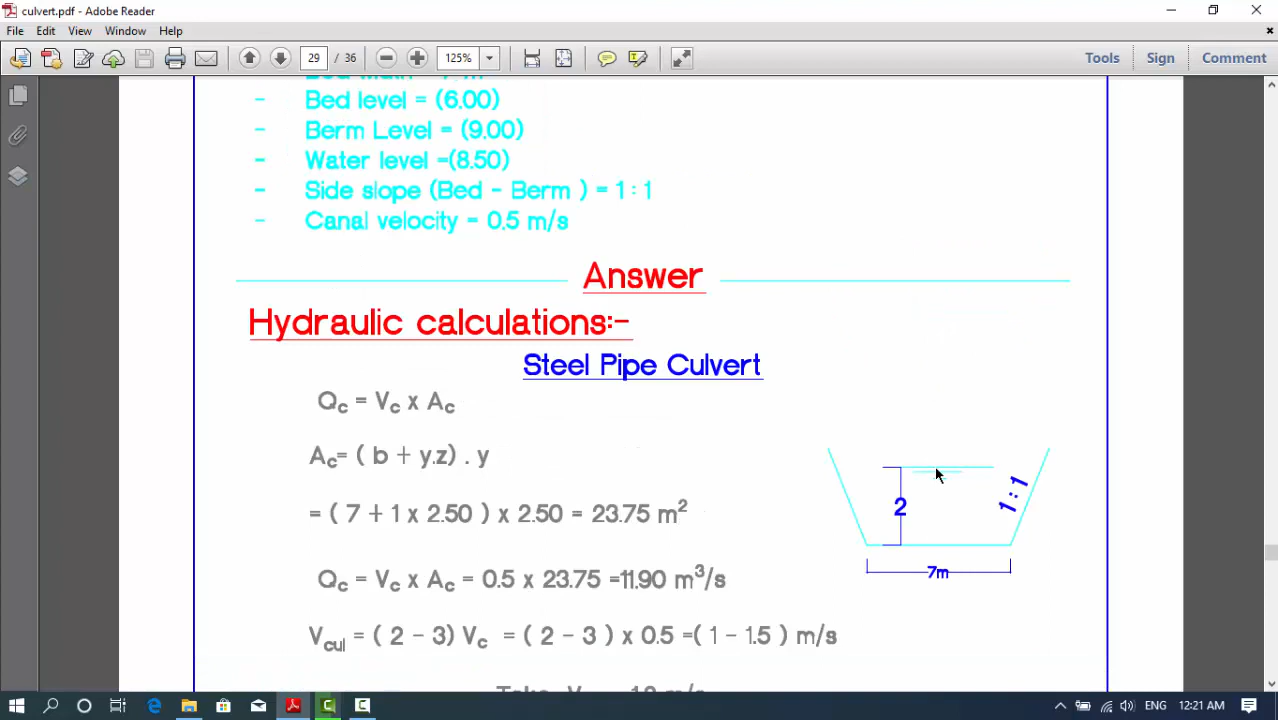 culvert.pdf - Adobe Reader
File Edit View Window Help
29 / 36 125% Tools Sign Comment
- Bed level = (6.00)
- Berm Level = (9.00)
- Water level =(8.50)
- Side slope (Bed - Berm ) = 1 : 1
- Canal velocity = 0.5 m/s
Answer
Hydraulic calculations:-
Steel Pipe Culvert
Qc = Vc x Ac
Ac= ( b + y.z) . y
= ( 7 + 1 x 2.50 ) x 2.50 = 23.75 m²
2
1 : 1
7m
Qc = Vc x Ac = 0.5 x 23.75 =11.90 m³/s
Vcul = ( 2 - 3) Vc = ( 2 - 3 ) x 0.5 =( 1 - 1.5 ) m/s
ENG 12:21 AM